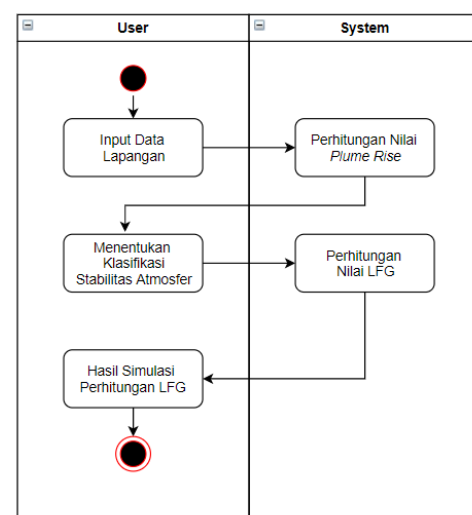 User
System
Input Data
Lapangan
Perhitungan Nilai
Plume Rise
Menentukan
Klasifikasi
Stabilitas Atmosfer
Perhitungan
Nilai LFG
Hasil Simulasi
Perhitungan LFG